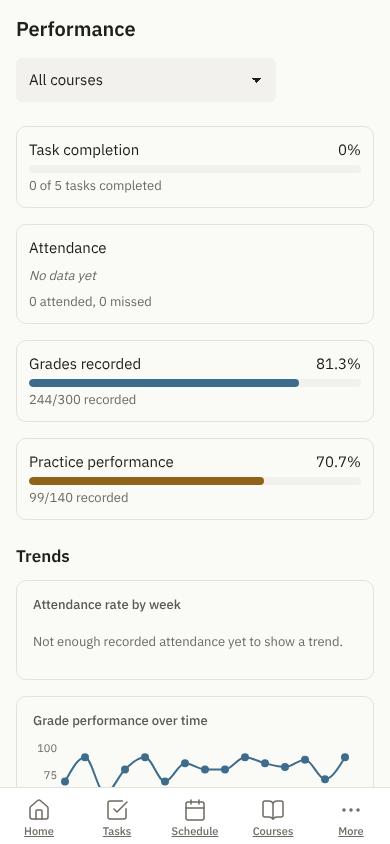 Performance
All courses
Task completion 0%
0 of 5 tasks completed
Attendance
No data yet
0 attended, 0 missed
Grades recorded 81.3%
244/300 recorded
Practice performance 70.7%
99/140 recorded
Trends
Attendance rate by week
Not enough recorded attendance yet to show a trend.
Grade performance over time
100
75
Home Tasks Schedule Courses More